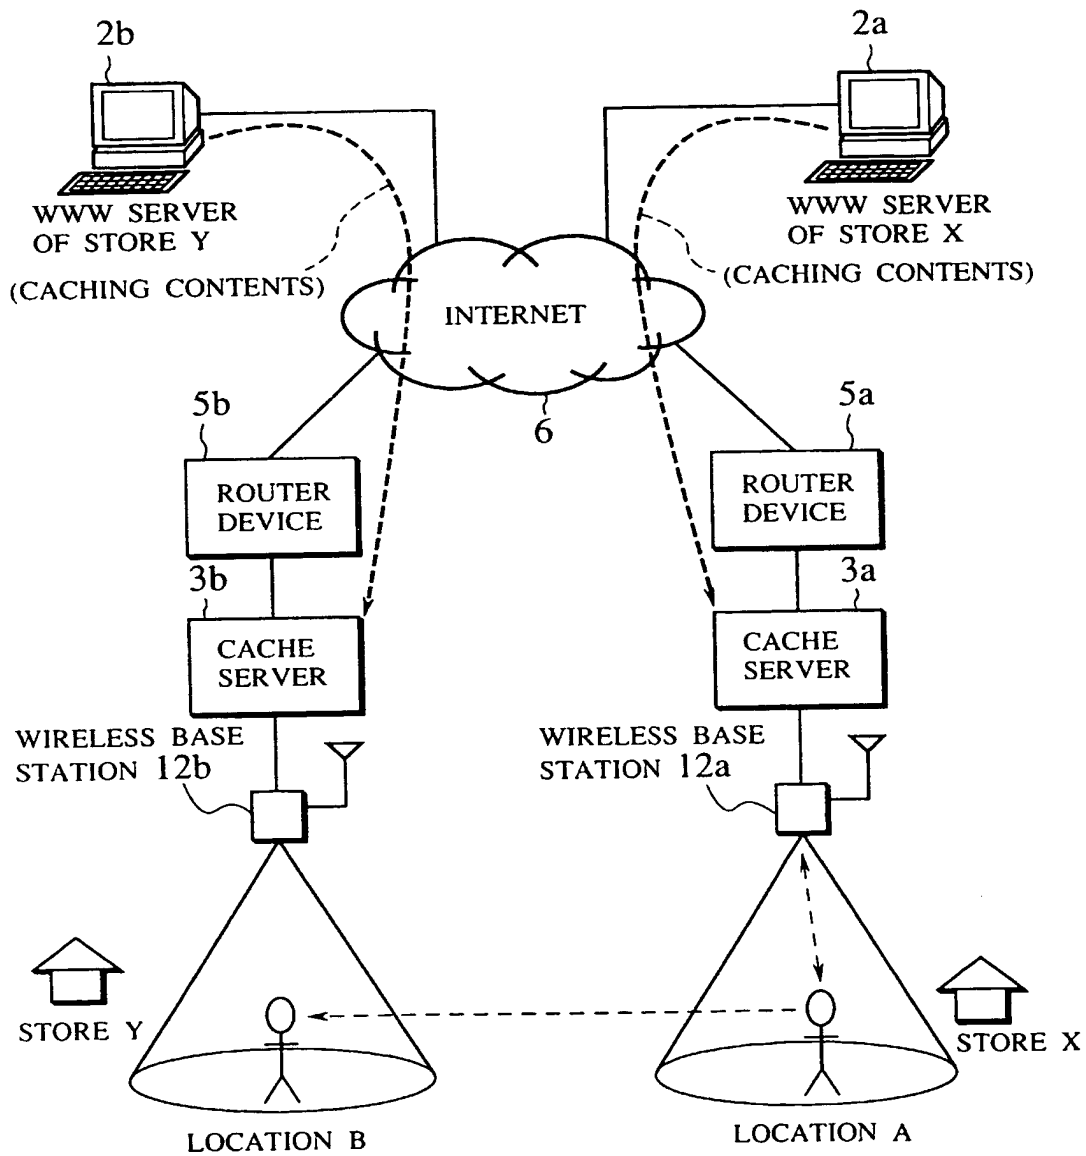 2b
2a
WWW SERVER
OF STORE Y
(CACHING CONTENTS)
WWW SERVER
OF STORE X
(CACHING CONTENTS)
INTERNET
6
5b
5a
ROUTER
DEVICE
ROUTER
DEVICE
3b
3a
CACHE
SERVER
CACHE
SERVER
WIRELESS BASE
STATION 12b
WIRELESS BASE
STATION 12a
STORE Y
STORE X
LOCATION B
LOCATION A